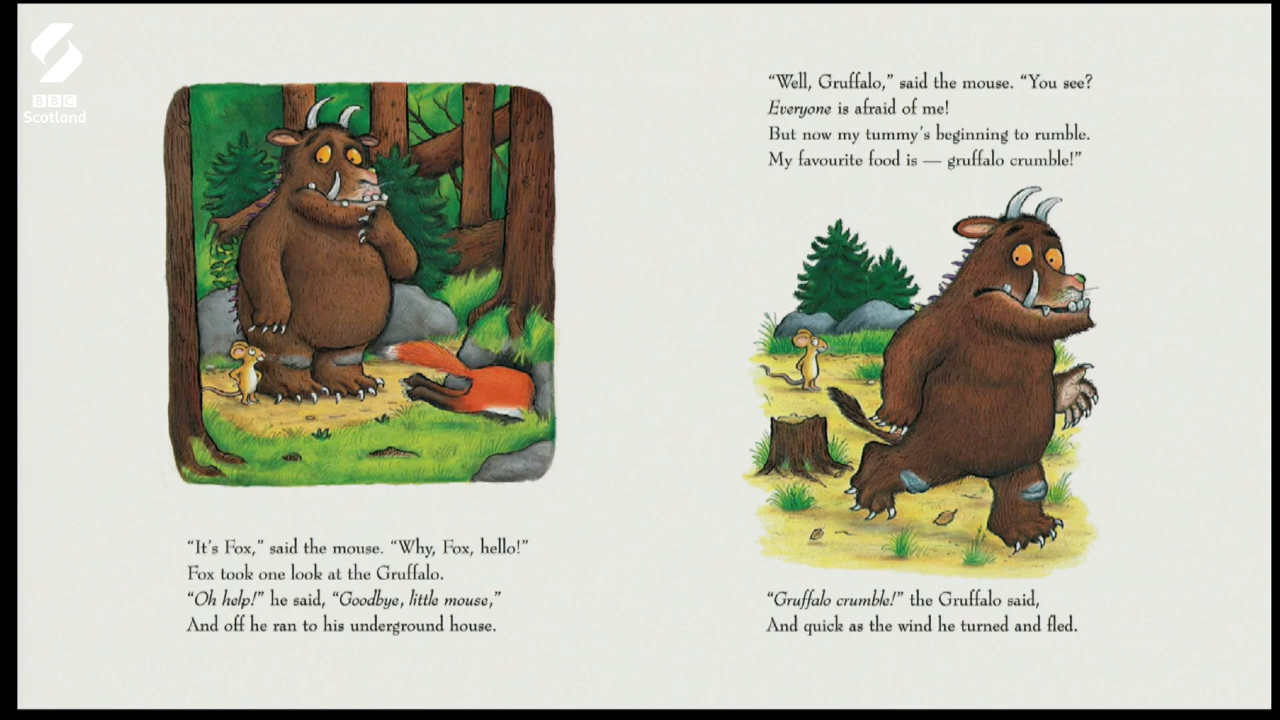 BBC
Scotland
“It’s Fox,” said the mouse. “Why, Fox, hello!”
Fox took one look at the Gruffalo.
“Oh help!” he said, “Goodbye, little mouse,”
And off he ran to his underground house.
“Well, Gruffalo,” said the mouse. “You see?
Everyone is afraid of me!
But now my tummy’s beginning to rumble.
My favourite food is — gruffalo crumble!”
“Gruffalo crumble!” the Gruffalo said,
And quick as the wind he turned and fled.